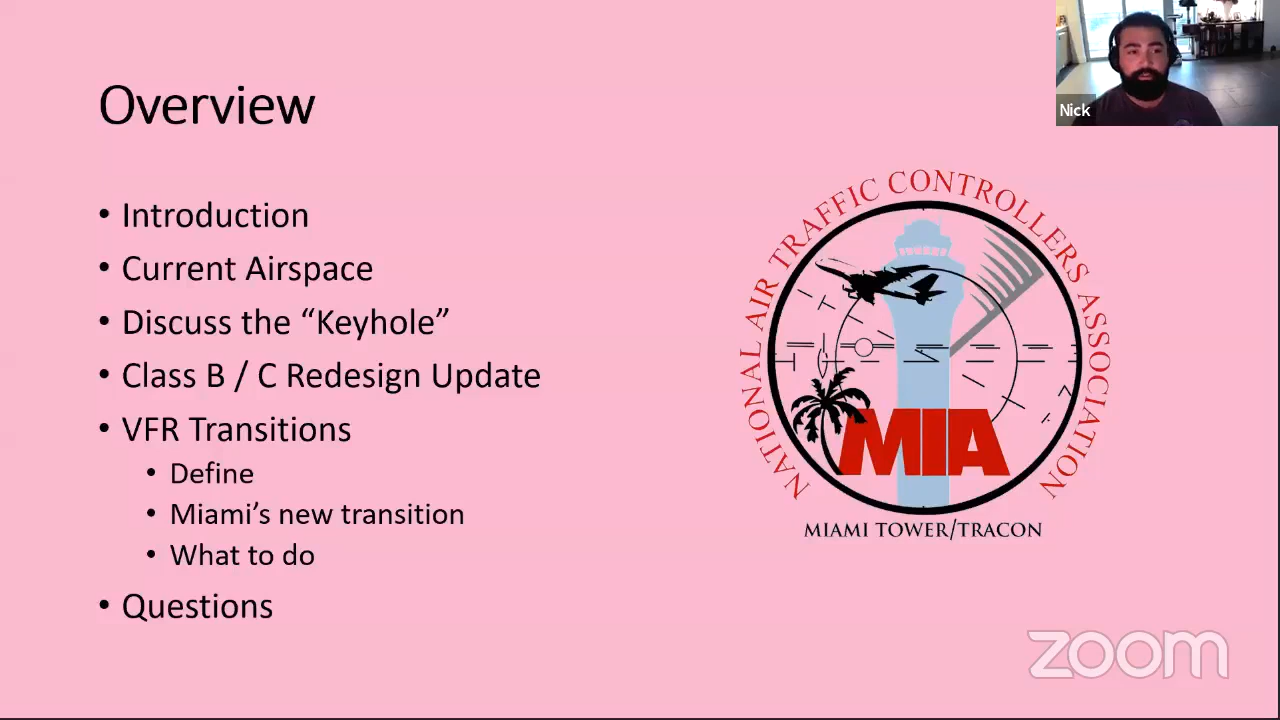 Overview
Nick
• Introduction
• Current Airspace
• Discuss the “Keyhole”
• Class B / C Redesign Update
• VFR Transitions
• Define
• Miami’s new transition
• What to do
• Questions
NATIONAL AIR TRAFFIC CONTROLLERS ASSOCIATION
MIA
MIAMI TOWER/TRACON
zoom